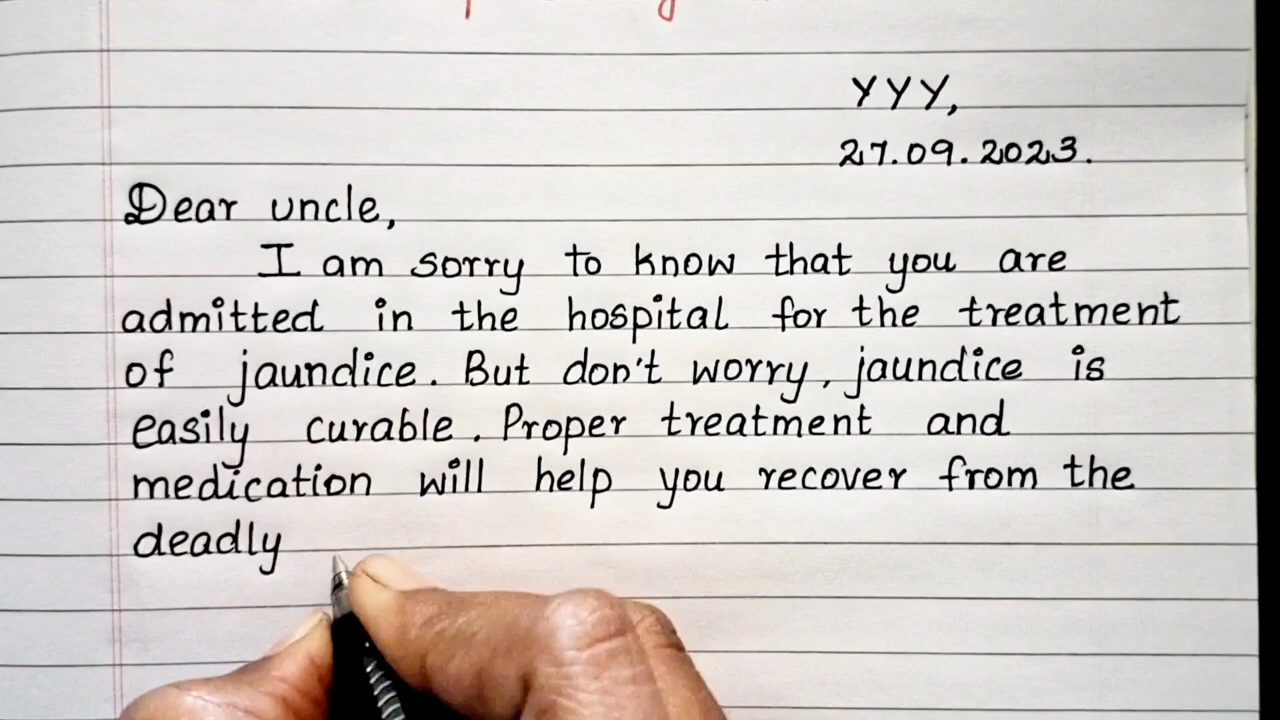 YYY,
27.09.2023.
Dear uncle,
I am sorry to know that you are
admitted in the hospital for the treatment
of jaundice. But don't worry, jaundice is
easily curable. Proper treatment and
medication will help you recover from the
deadly